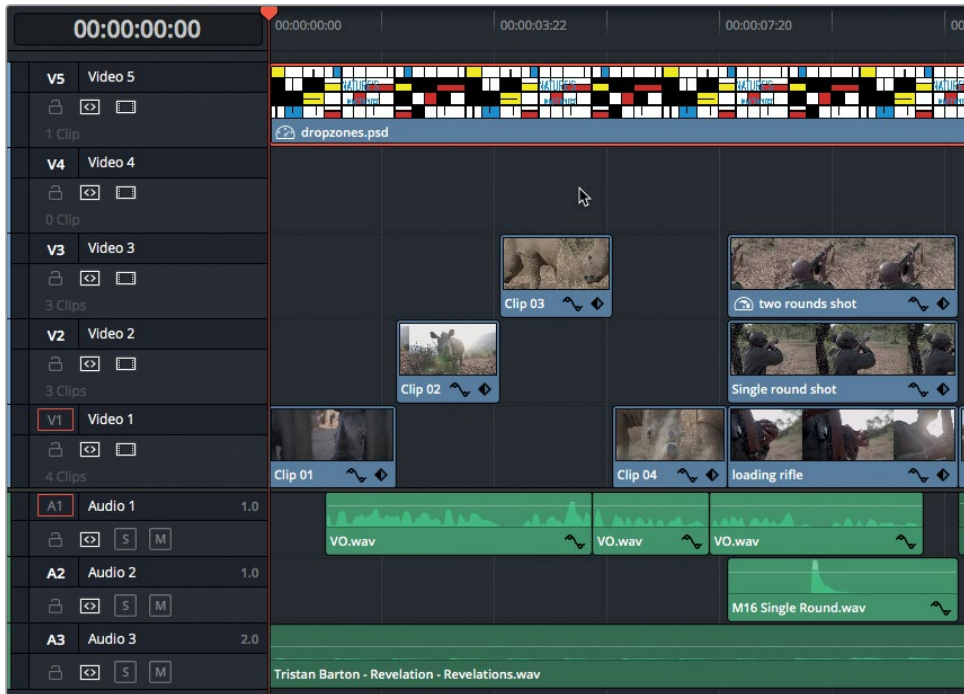 00:00:00:00
00:00:00:00 00:00:03:22 00:00:07:20 00
V5 Video 5
1 Clip
dropzones.psd
V4 Video 4
0 Clip
V3 Video 3
3 Clips
Clip 03
two rounds shot
V2 Video 2
3 Clips
Clip 02
Single round shot
V1 Video 1
4 Clips
Clip 01
Clip 04
loading rifle
A1 Audio 1 1.0
S M
VO.wav
VO.wav
VO.wav
A2 Audio 2 1.0
S M
M16 Single Round.wav
A3 Audio 3 2.0
S M
Tristan Barton - Revelation - Revelations.wav